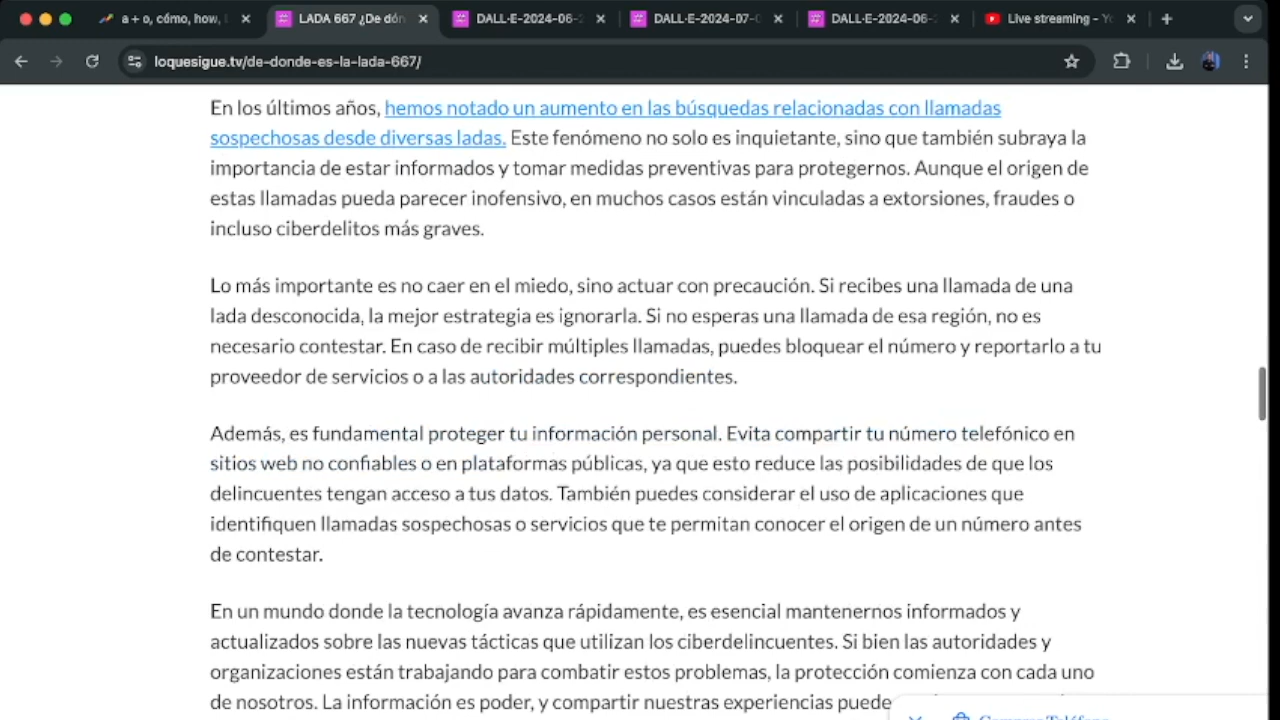 a + o, cómo, how,
LADA 667 ¿De dón
DALL·E-2024-06-
DALL·E-2024-07-0
DALL·E-2024-06-
Live streaming - Yo
loquesigue.tv/de-donde-es-la-lada-667/
En los últimos años, hemos notado un aumento en las búsquedas relacionadas con llamadas
sospechosas desde diversas ladas. Este fenómeno no solo es inquietante, sino que también subraya la
importancia de estar informados y tomar medidas preventivas para protegernos. Aunque el origen de
estas llamadas pueda parecer inofensivo, en muchos casos están vinculadas a extorsiones, fraudes o
incluso ciberdelitos más graves.
Lo más importante es no caer en el miedo, sino actuar con precaución. Si recibes una llamada de una
lada desconocida, la mejor estrategia es ignorarla. Si no esperas una llamada de esa región, no es
necesario contestar. En caso de recibir múltiples llamadas, puedes bloquear el número y reportarlo a tu
proveedor de servicios o a las autoridades correspondientes.
Además, es fundamental proteger tu información personal. Evita compartir tu número telefónico en
sitios web no confiables o en plataformas públicas, ya que esto reduce las posibilidades de que los
delincuentes tengan acceso a tus datos. También puedes considerar el uso de aplicaciones que
identifiquen llamadas sospechosas o servicios que te permitan conocer el origen de un número antes
de contestar.
En un mundo donde la tecnología avanza rápidamente, es esencial mantenernos informados y
actualizados sobre las nuevas tácticas que utilizan los ciberdelincuentes. Si bien las autoridades y
organizaciones están trabajando para combatir estos problemas, la protección comienza con cada uno
de nosotros. La información es poder, y compartir nuestras experiencias puede